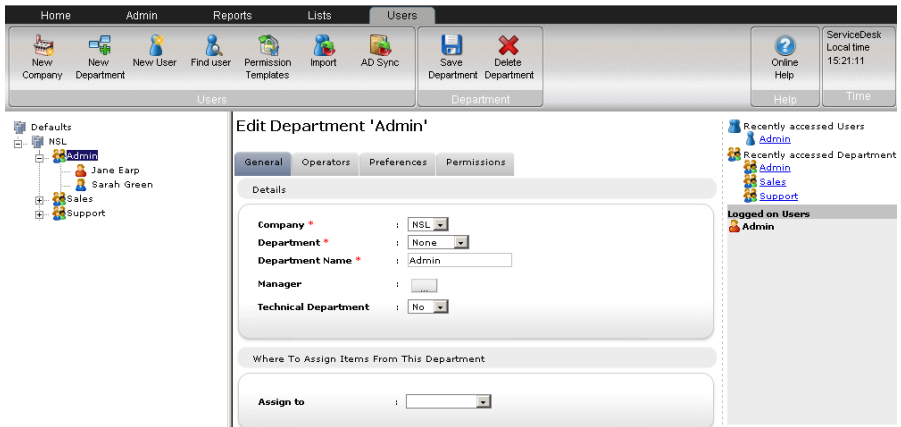 Home Admin Reports Lists Users
New Company
New Department
New User
Find user
Permission Templates
Import
AD Sync
Save Department
Delete Department
Online Help
ServiceDesk
Local time
15:21:11
Users
Department
Help
Time
Defaults
NSL
Admin
Jane Earp
Sarah Green
Sales
Support
Edit Department 'Admin'
General Operators Preferences Permissions
Details
Company * : NSL
Department * : None
Department Name * : Admin
Manager : ...
Technical Department : No
Where To Assign Items From This Department
Assign to :
Recently accessed Users
Admin
Recently accessed Department
Admin
Sales
Support
Logged on Users
Admin